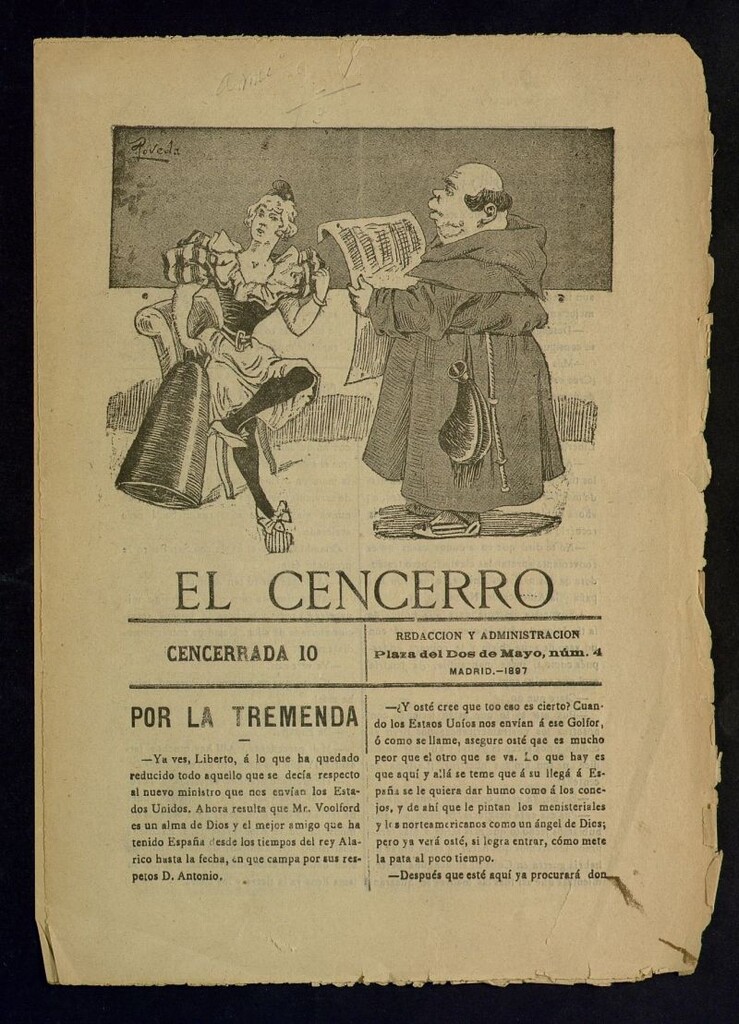 Poveda
EL CENCERRO
CENCERRADA 10
REDACCION Y ADMINISTRACION
Plaza del Dos de Mayo, núm. 4
MADRID.—1897
POR LA TREMENDA
—Ya ves, Liberto, á lo que ha quedado
reducido todo aquello que se decía respecto
al nuevo ministro que nos envían los Esta-
dos Unidos. Ahora resulta que Mr. Voolford
es un alma de Dios y el mejor amigo que ha
tenido España desde los tiempos del rey Ala-
rico hasta la fecha, en que campa por sus res-
petos D. Antonio.
—¿Y osté cree que too eso es cierto? Cuan-
do los Estaos Uníos nos envían á ese Golfor,
ó como se llame, asegure osté que es mucho
peor que el otro que se va. Lo que hay es
que aquí y allá se teme que á su llegá á Es-
paña se le quiera dar humo como á los cone-
jos, y de ahí que le pintan los menisteriales
y los norteamericanos como un ángel de Dios;
pero ya verá osté, si logra entrar, cómo mete
la pata al poco tiempo.
—Después que esté aquí ya procurará don